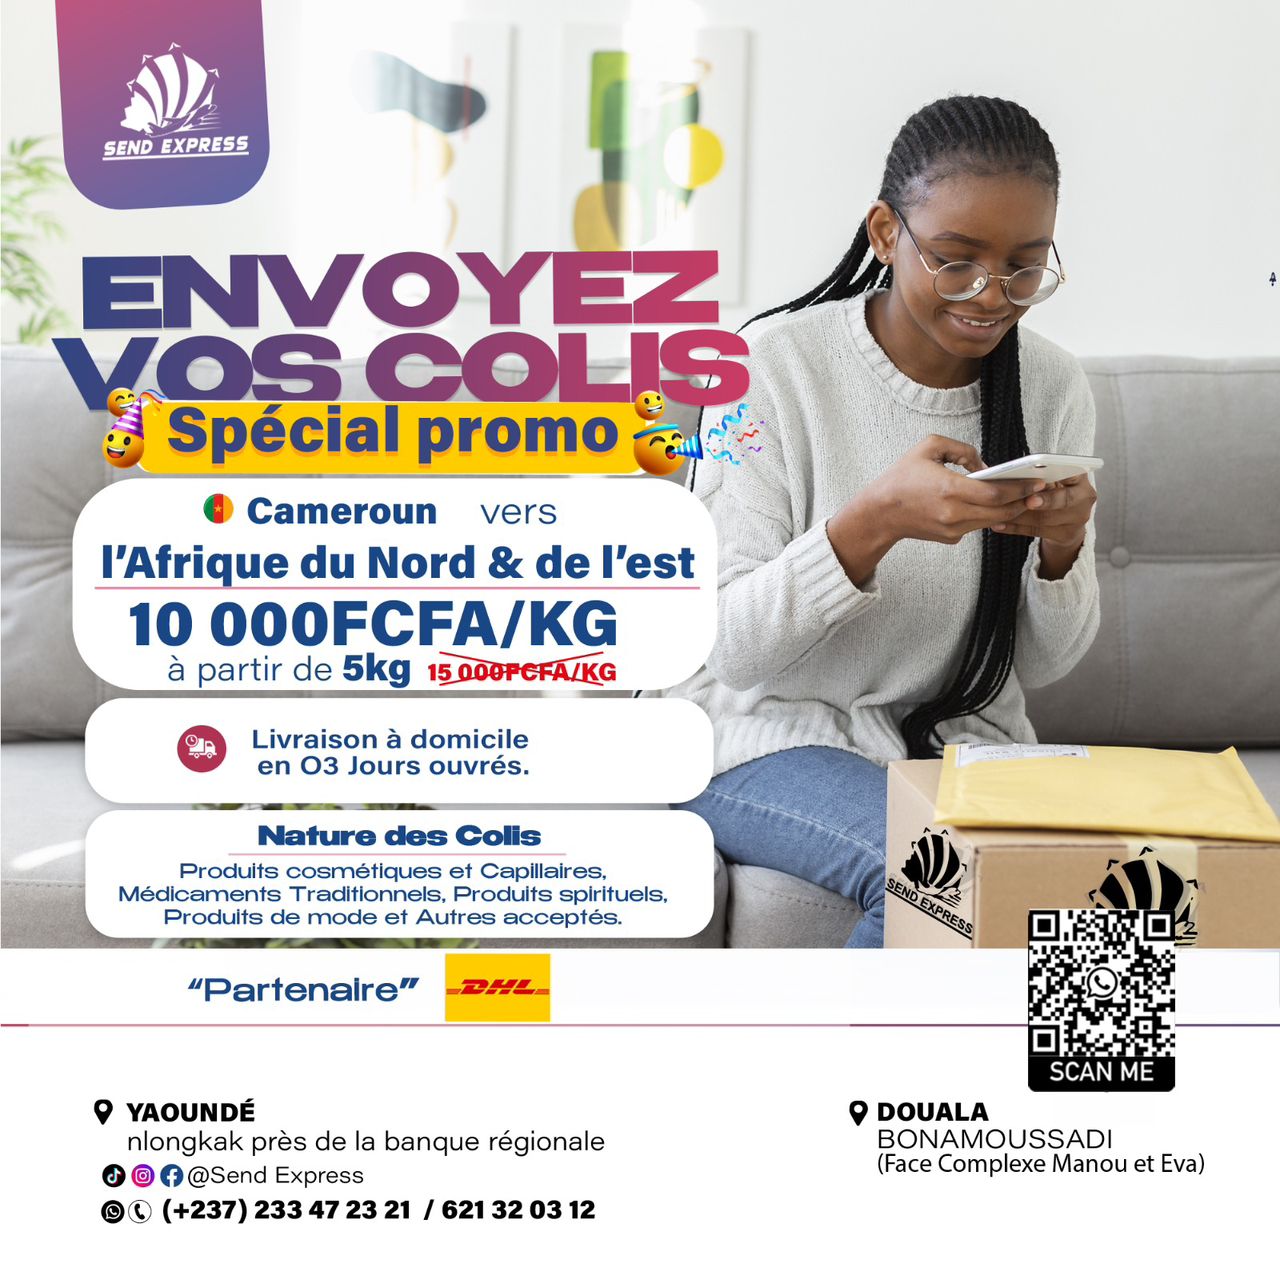 SEND EXPRESS
ENVOYEZ
VOS COLIS
Spécial promo
Cameroun vers
l'Afrique du Nord & de l'est
10 000FCFA/KG
à partir de 5kg 15 000FCFA/KG
Livraison à domicile
en O3 Jours ouvrés.
Nature des Colis
Produits cosmétiques et Capillaires,
Médicaments Traditionnels, Produits spirituels,
Produits de mode et Autres acceptés.
SEND EXPRESS
"Partenaire" DHL
SCAN ME
YAOUNDÉ
nlongkak près de la banque régionale
@Send Express
(+237) 233 47 23 21 / 621 32 03 12
DOUALA
BONAMOUSSADI
(Face Complexe Manou et Eva)